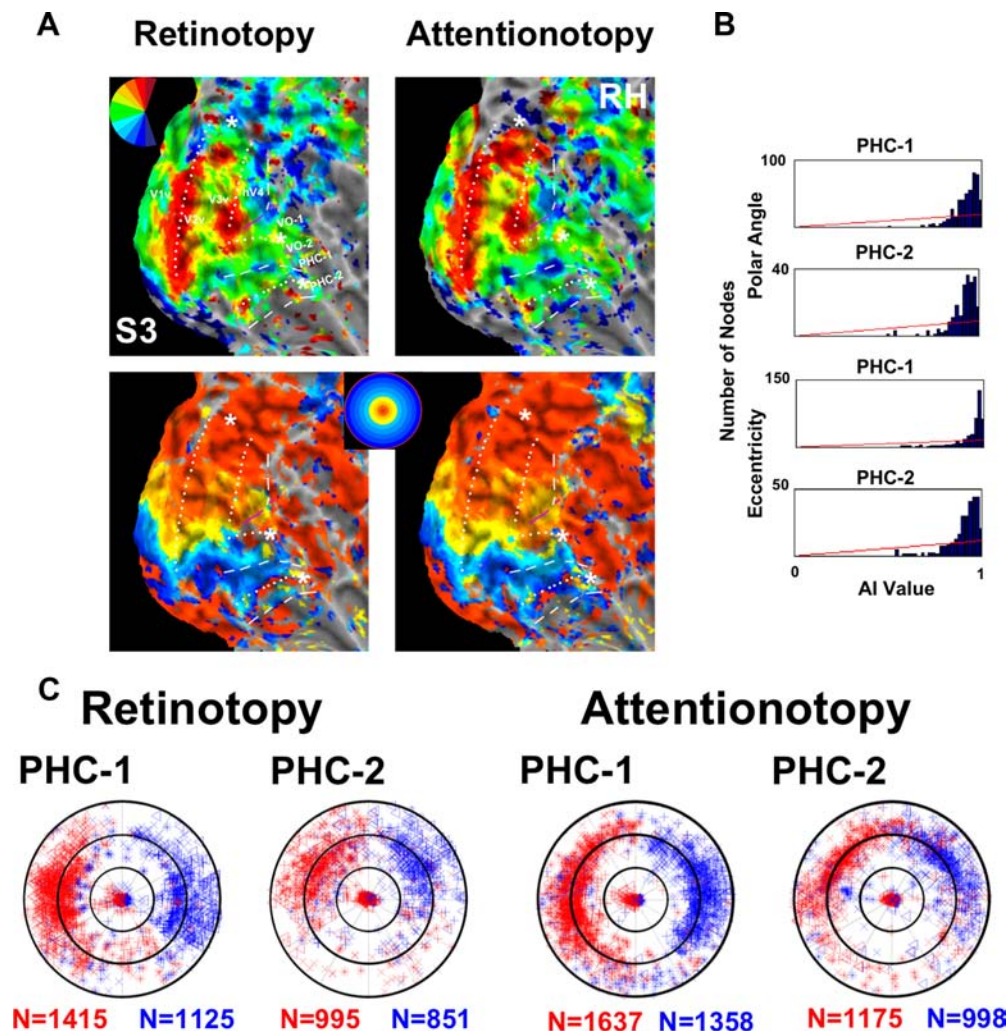 A
Retinotopy
Attentionotopy
RH
*
V1v
V2v
V3v
hV4
VO-1
VO-2
PHC-1
PHC-2
*
*
S3
*
*
*
*
*
*
*
*
*
B
Number of Nodes
Polar Angle
Eccentricity
PHC-1
100
PHC-2
40
PHC-1
150
PHC-2
50
0
1
AI Value
C
Retinotopy
Attentionotopy
PHC-1
PHC-2
PHC-1
PHC-2
N=1415 N=1125 N=995 N=851 N=1637 N=1358 N=1175 N=998